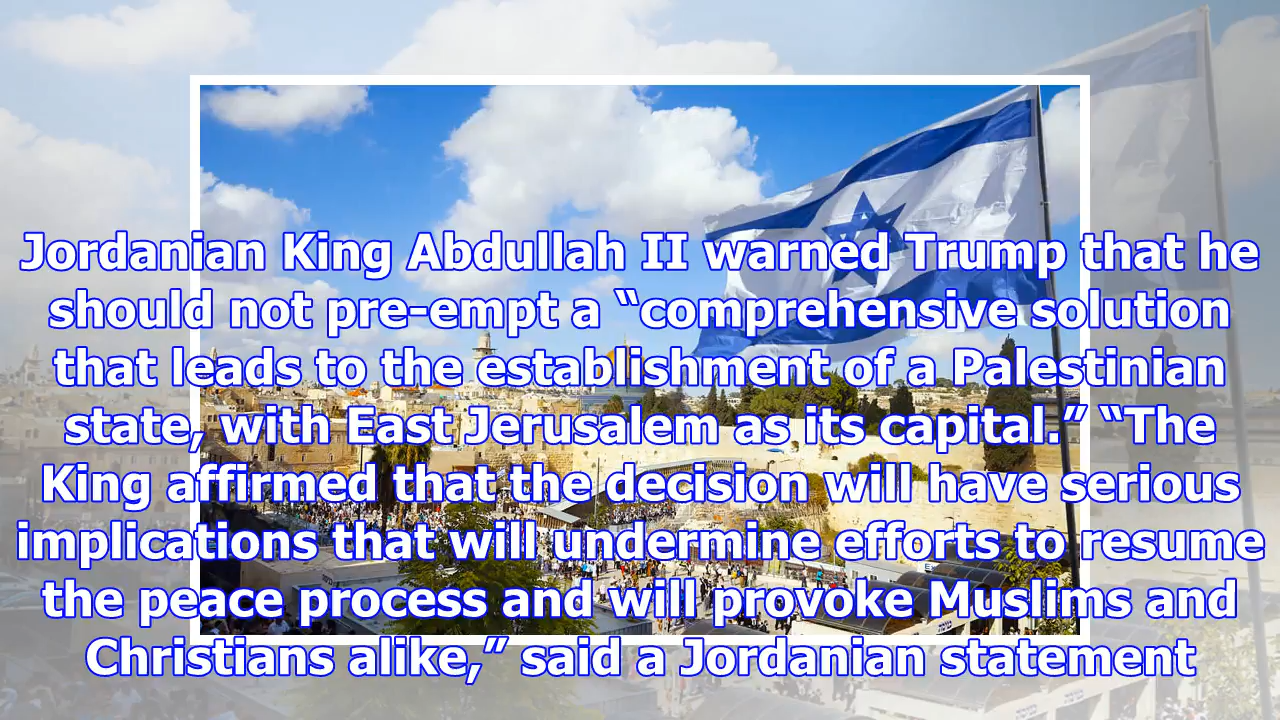 Jordanian King Abdullah II warned Trump that he
should not pre-empt a “comprehensive solution
that leads to the establishment of a Palestinian
state, with East Jerusalem as its capital.” “The
King affirmed that the decision will have serious
implications that will undermine efforts to resume
the peace process and will provoke Muslims and
Christians alike,” said a Jordanian statement